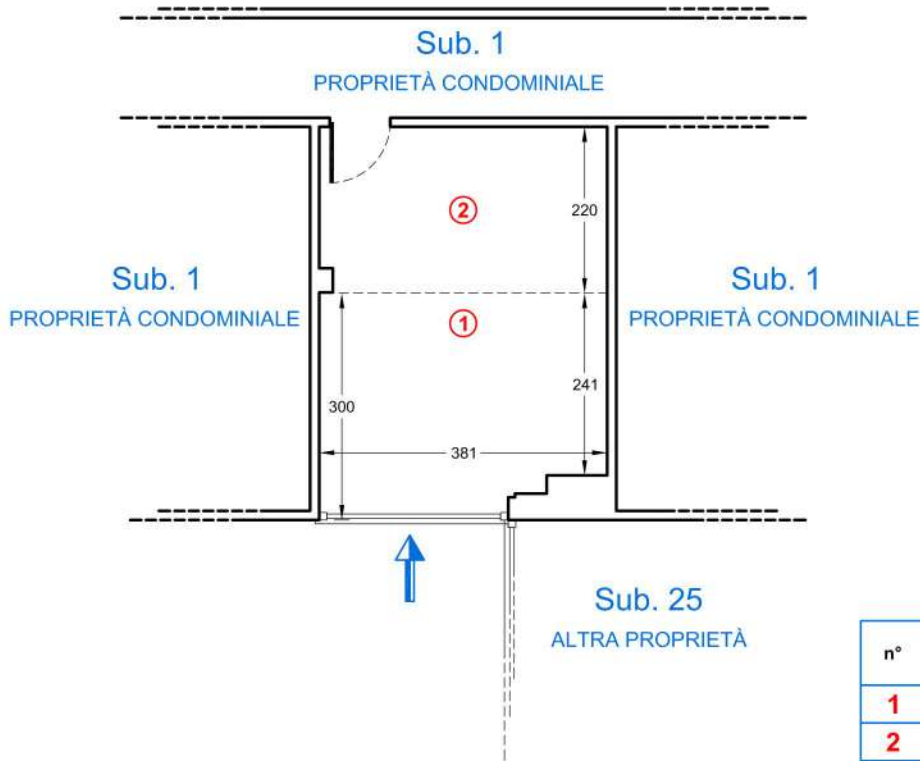 Sub. 1
PROPRIETÀ CONDOMINIALE
2
220
Sub. 1
PROPRIETÀ CONDOMINIALE
Sub. 1
PROPRIETÀ CONDOMINIALE
1
241
300
381
Sub. 25
ALTRA PROPRIETÀ
n°
1
2